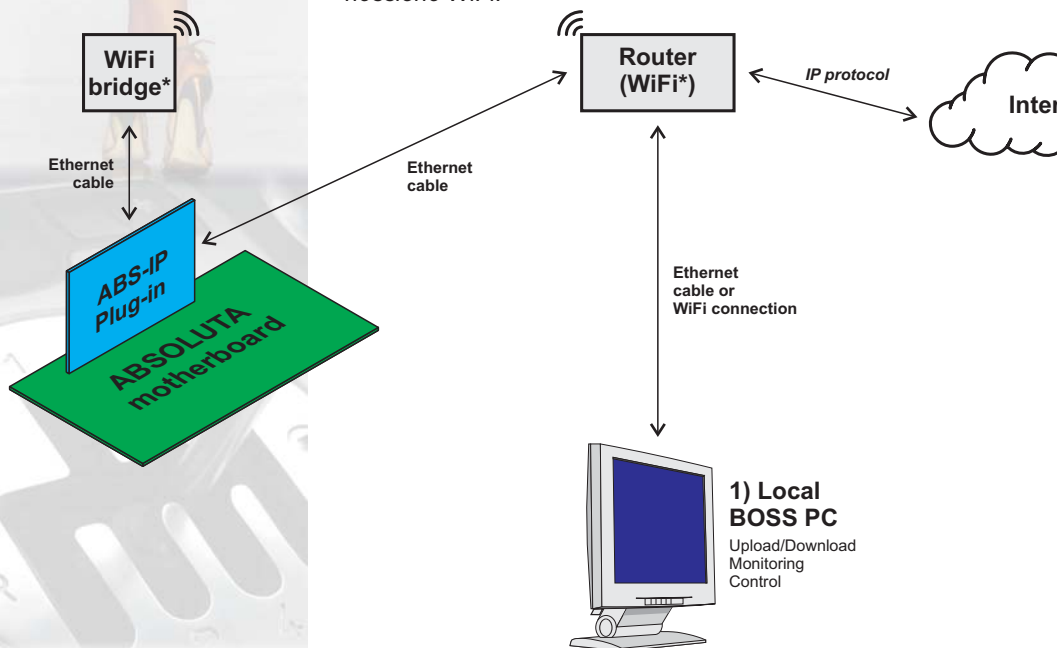 WiFi
bridge*
Router
(WiFi*)
IP protocol
Ethernet
cable
Ethernet
cable
ABS-IP
Plug-in
ABSOLUTA
motherboard
Ethernet
cable or
WiFi connection
1) Local
BOSS PC
Upload/Download
Monitoring
Control